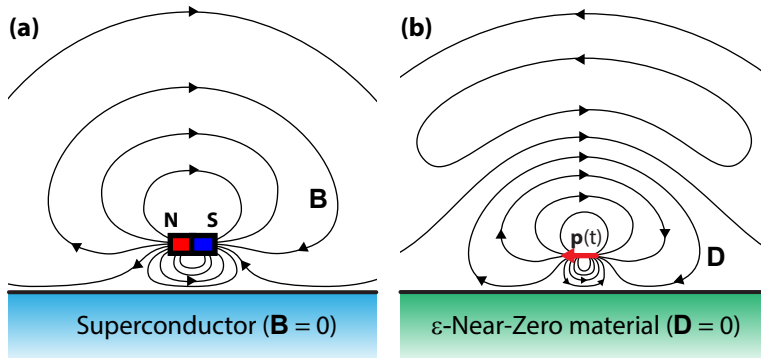 (a)
B
N S
Superconductor (B = 0)
(b)
p(t)
D
ε-Near-Zero material (D = 0)